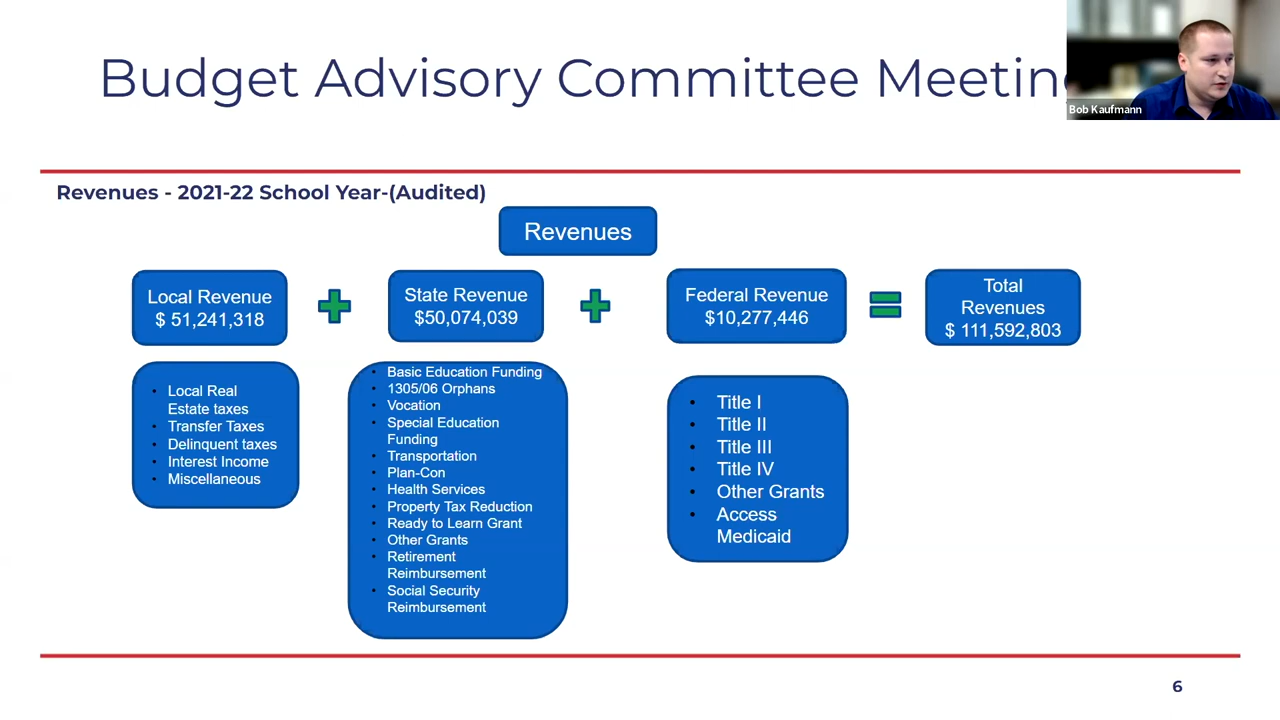 Budget Advisory Committee Meeting
Bob Kaufmann
Revenues - 2021-22 School Year-(Audited)
Revenues
Local Revenue
$ 51,241,318
State Revenue
$50,074,039
Federal Revenue
$10,277,446
Total
Revenues
$ 111,592,803
• Local Real
Estate taxes
• Transfer Taxes
• Delinquent taxes
• Interest Income
• Miscellaneous
• Basic Education Funding
• 1305/06 Orphans
• Vocation
• Special Education
Funding
• Transportation
• Plan-Con
• Health Services
• Property Tax Reduction
• Ready to Learn Grant
• Other Grants
• Retirement
Reimbursement
• Social Security
Reimbursement
• Title I
• Title II
• Title III
• Title IV
• Other Grants
• Access
Medicaid
6